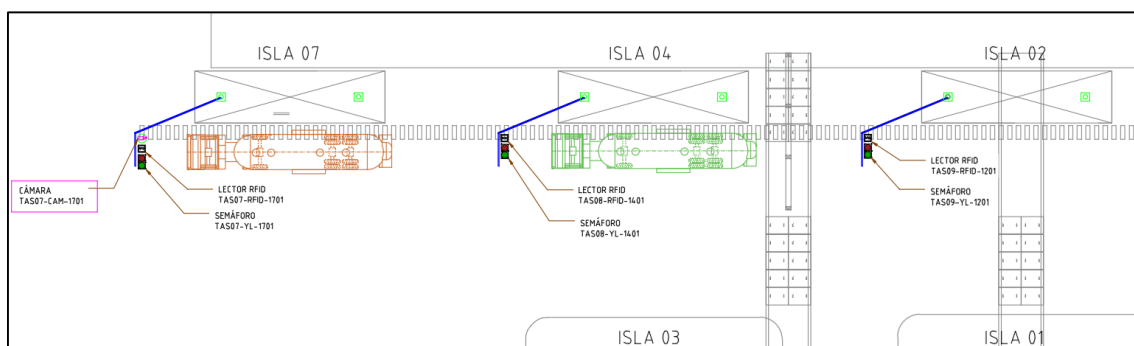 ISLA 07
ISLA 04
ISLA 02
CÁMARA
TAS07-CAM-1701
LECTOR RFID
TAS07-RFID-1701
SEMÁFORO
TAS07-YL-1701
LECTOR RFID
TAS08-RFID-1401
SEMÁFORO
TAS08-YL-1401
LECTOR RFID
TAS09-RFID-1201
SEMÁFORO
TAS09-YL-1201
ISLA 03
ISLA 01